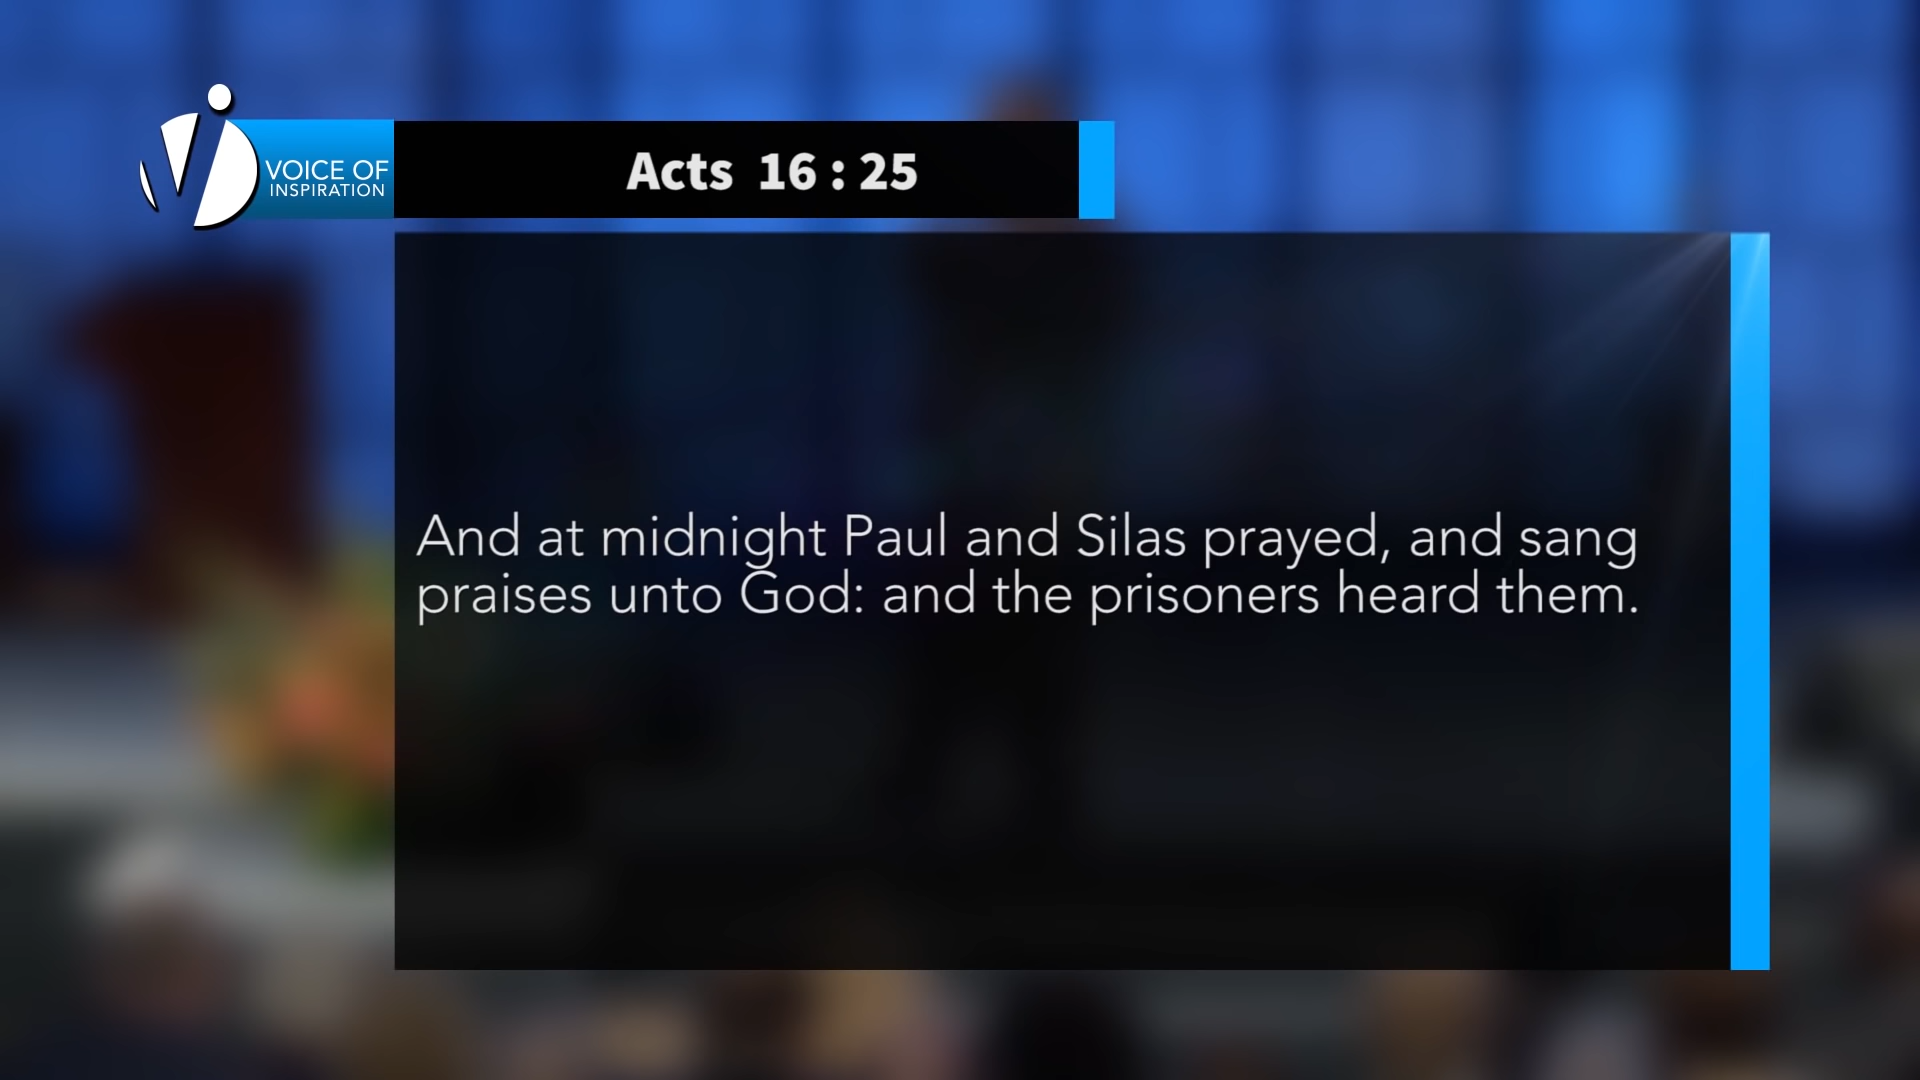 VOICE OF
INSPIRATION
Acts 16 : 25
And at midnight Paul and Silas prayed, and sang
praises unto God: and the prisoners heard them.